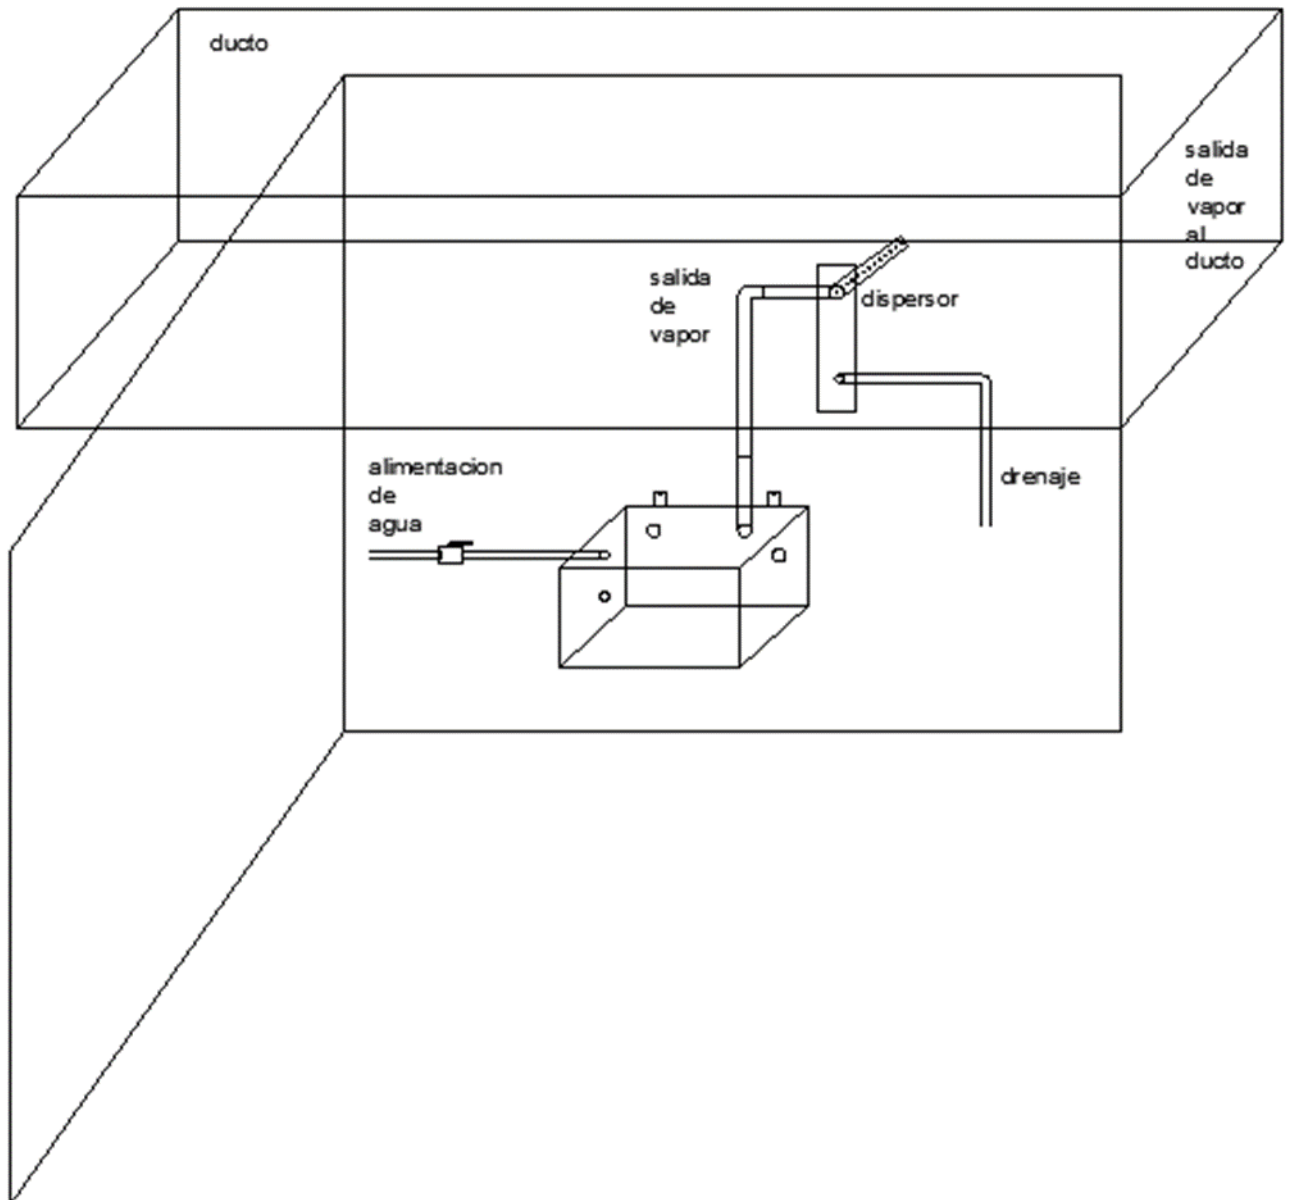 ducto
salida
de
vapor
al
ducto
salida
de
vapor
dispersor
alimentacion
de
agua
drenaje